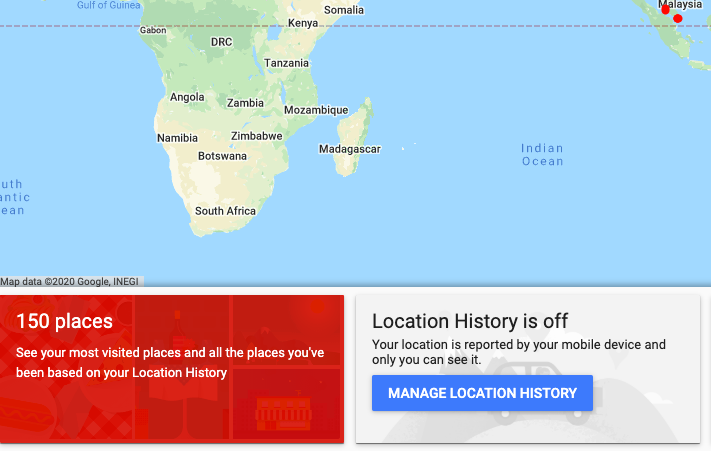 Gulf of Guinea
Somalia
Malaysia
Gabon
Kenya
DRC
Tanzania
Angola
Zambia
Mozambique
Namibia
Zimbabwe
Botswana
Madagascar
Indian
Ocean
uth
antic
ean
South Africa
Map data ©2020 Google, INEGI
150 places
See your most visited places and all the places you've
been based on your Location History
Location History is off
Your location is reported by your mobile device and
only you can see it.
MANAGE LOCATION HISTORY